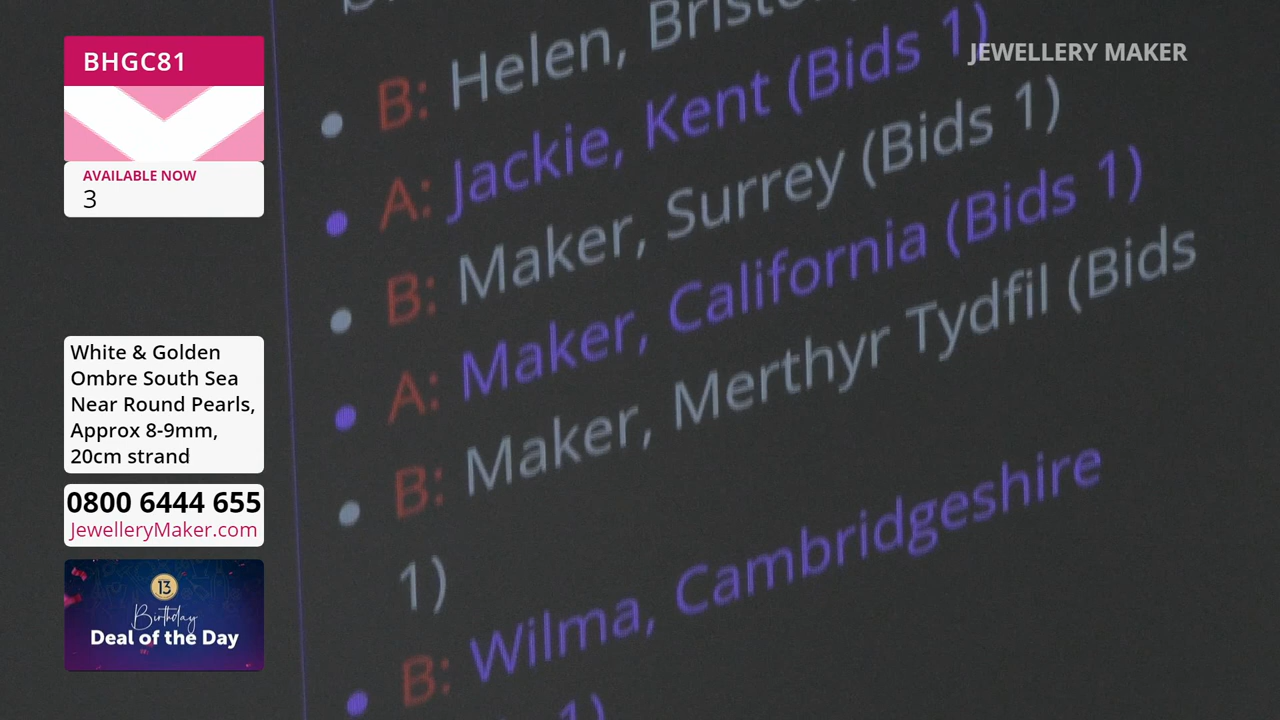 BHGC81
AVAILABLE NOW
3
White & Golden
Ombre South Sea
Near Round Pearls,
Approx 8-9mm,
20cm strand
0800 6444 655
JewelleryMaker.com
13
Birthday
Deal of the Day
JEWELLERY MAKER
B: Helen, Bristol
A: Jackie, Kent (Bids 1)
B: Maker, Surrey (Bids 1)
A: Maker, California (Bids 1)
B: Maker, Merthyr Tydfil (Bids
1)
B: Wilma, Cambridgeshire
1)